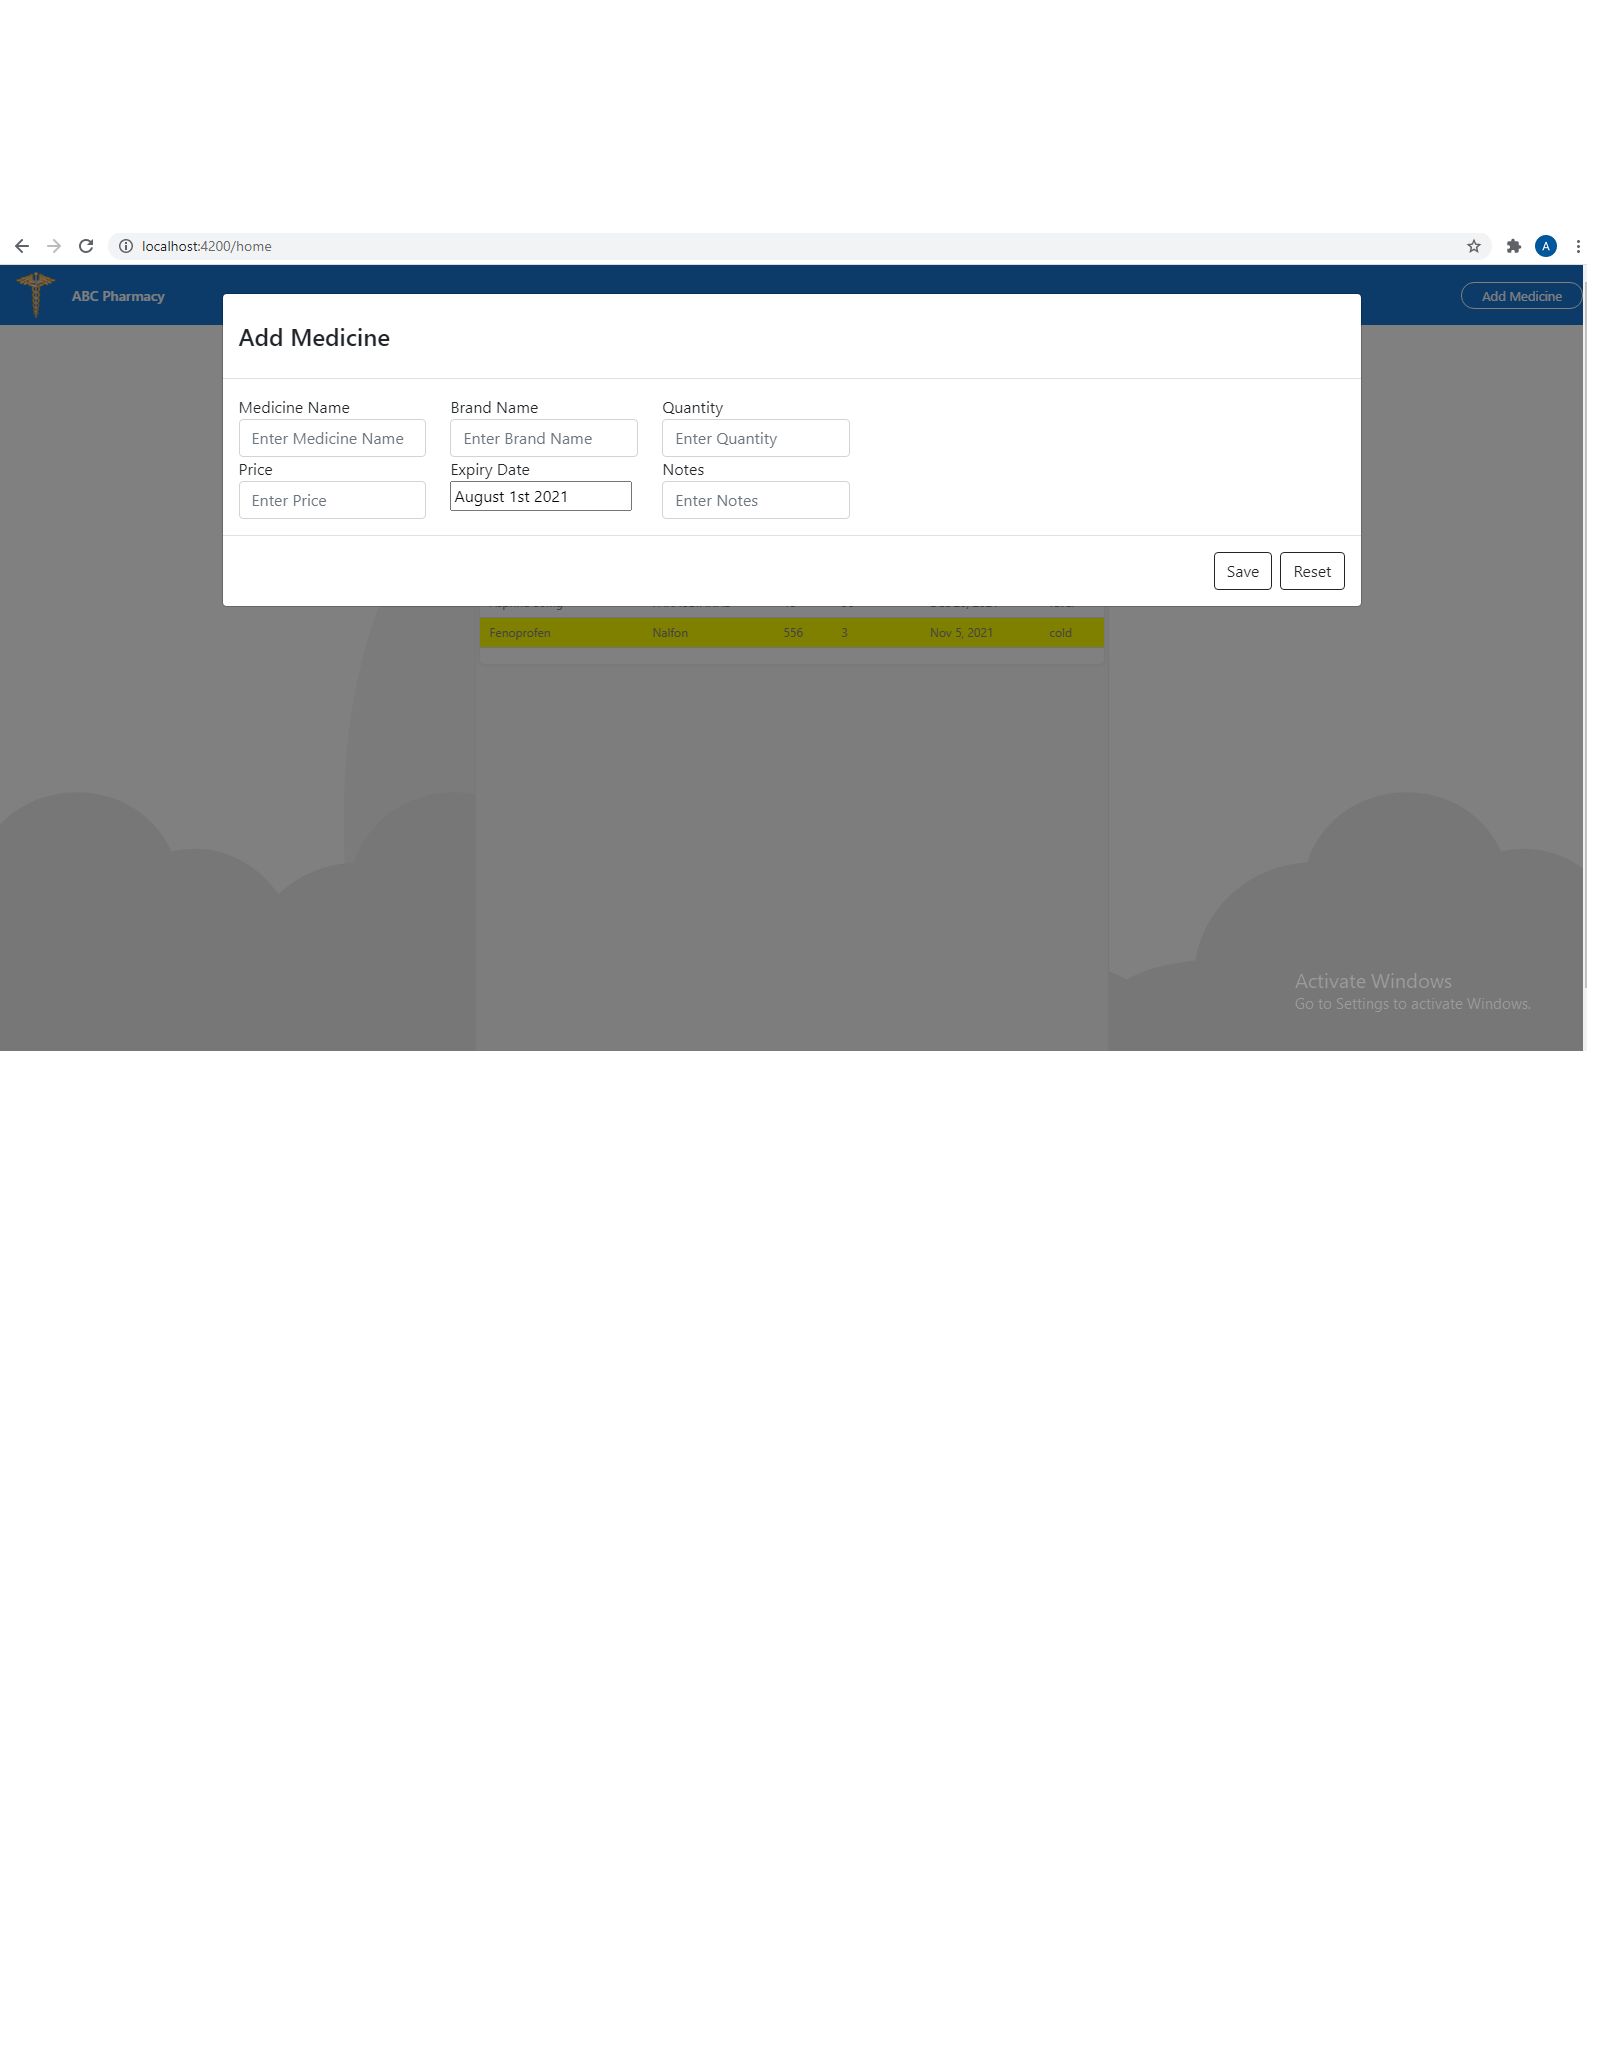 localhost:4200/home
ABC Pharmacy
Add Medicine
Add Medicine
Medicine Name Brand Name Quantity
Enter Medicine Name Enter Brand Name Enter Quantity
Price Expiry Date Notes
Enter Price August 1st 2021 Enter Notes
Save Reset
Fenoprofen Nalfon 556 3 Nov 5, 2021 cold
Activate Windows
Go to Settings to activate Windows.
A